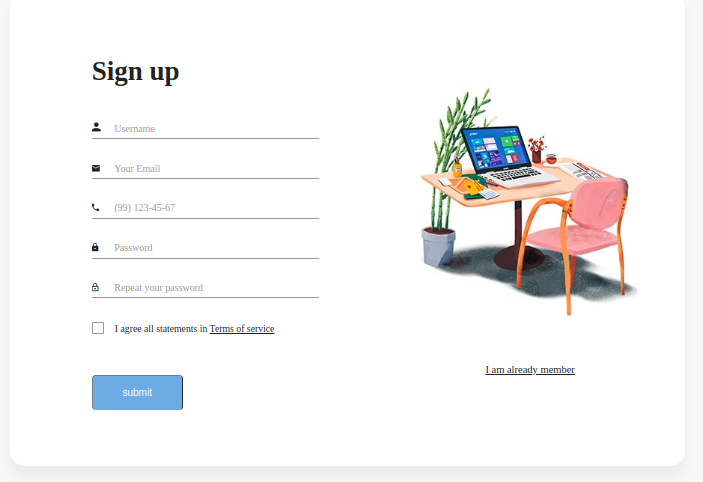 Sign up
Username
Your Email
(99) 123-45-67
Password
Repeat your password
I agree all statements in Terms of service
submit
I am already member